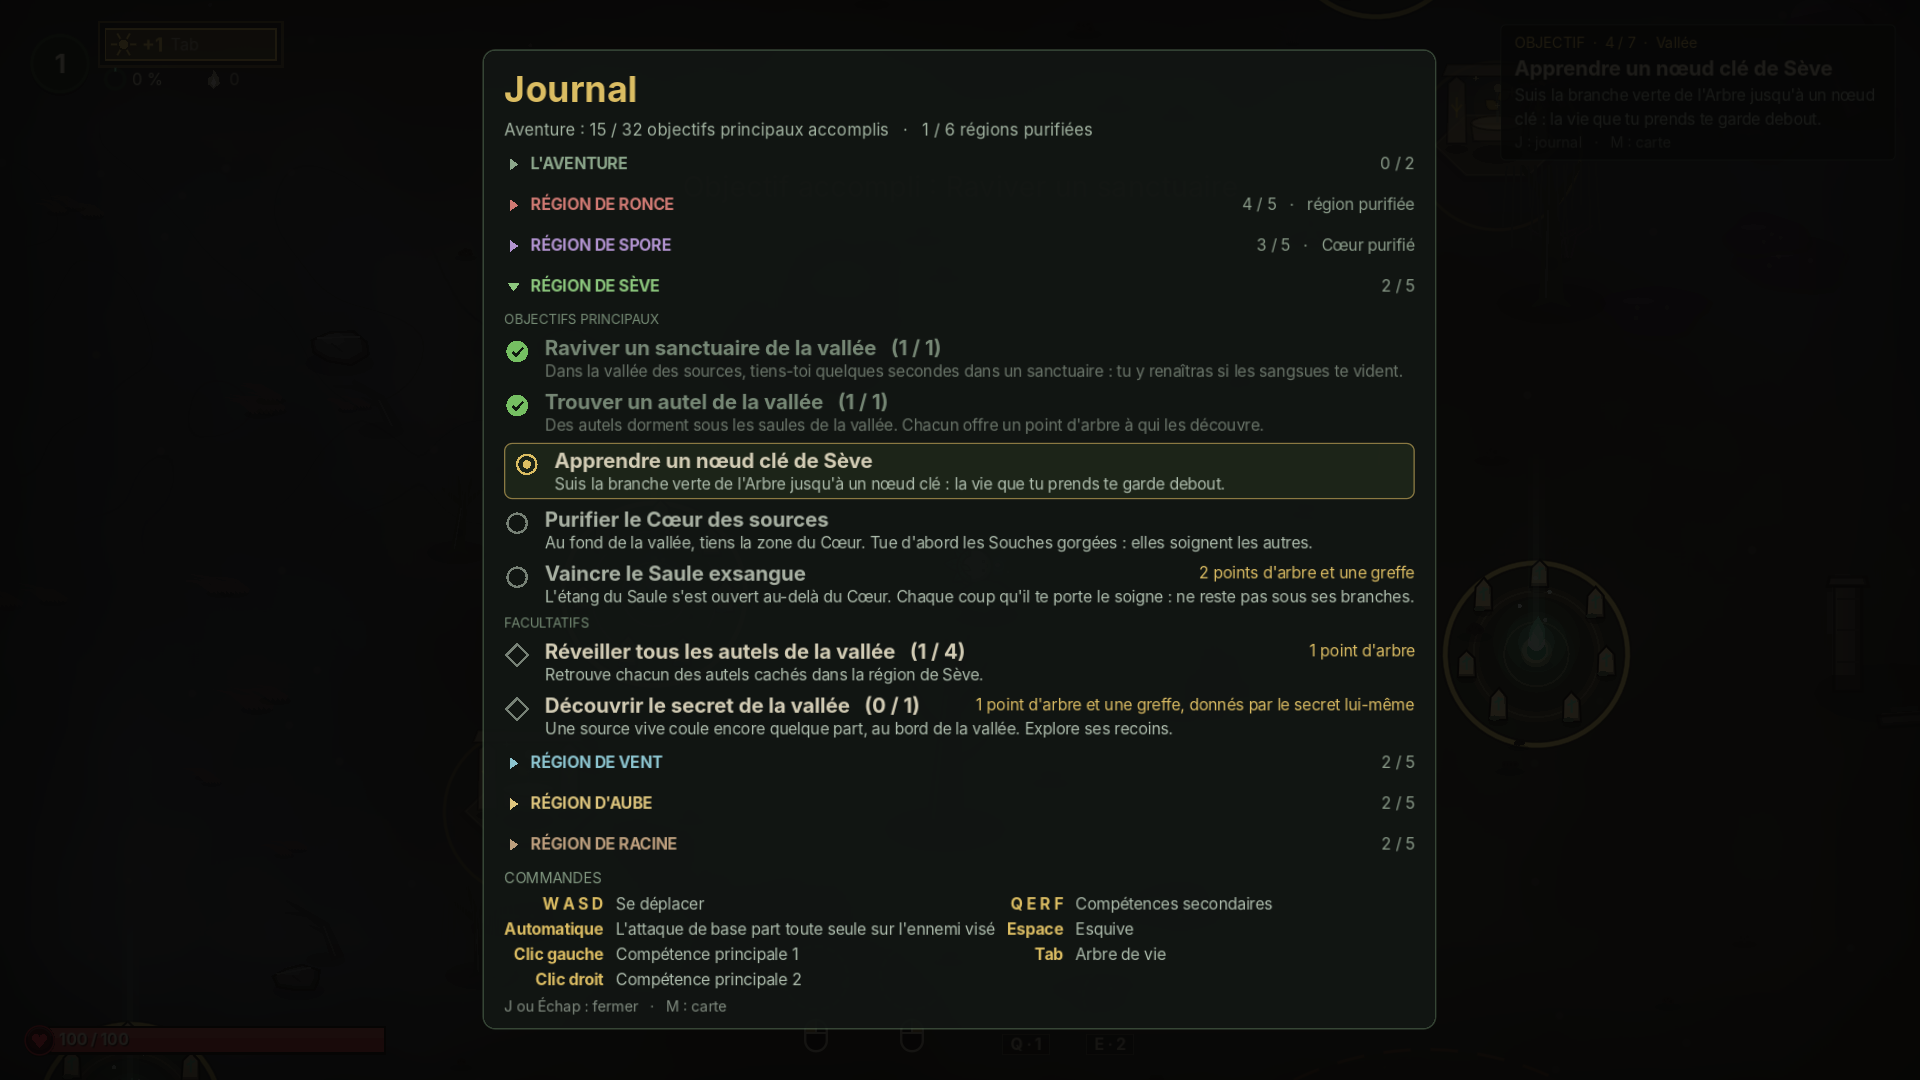 1
+1 Tab
0 %
0
OBJECTIF · 4 / 7 · Vallée
Apprendre un nœud clé de Sève
Suis la branche verte de l'Arbre jusqu'à un nœud
clé : la vie que tu prends te garde debout.
J : journal · M : carte
Journal
Aventure : 15 / 32 objectifs principaux accomplis · 1 / 6 régions purifiées
L'AVENTURE 0 / 2
RÉGION DE RONCE 4 / 5 · région purifiée
RÉGION DE SPORE 3 / 5 · Cœur purifié
RÉGION DE SÈVE 2 / 5
OBJECTIFS PRINCIPAUX
Raviver un sanctuaire de la vallée (1 / 1)
Dans la vallée des sources, tiens-toi quelques secondes dans un sanctuaire : tu y renaîtras si les sangsues te vident.
Trouver un autel de la vallée (1 / 1)
Des autels dorment sous les saules de la vallée. Chacun offre un point d'arbre à qui les découvre.
Apprendre un nœud clé de Sève
Suis la branche verte de l'Arbre jusqu'à un nœud clé : la vie que tu prends te garde debout.
Purifier le Cœur des sources
Au fond de la vallée, tiens la zone du Cœur. Tue d'abord les Souches gorgées : elles soignent les autres.
Vaincre le Saule exsangue 2 points d'arbre et une greffe
L'étang du Saule s'est ouvert au-delà du Cœur. Chaque coup qu'il te porte le soigne : ne reste pas sous ses branches.
FACULTATIFS
Réveiller tous les autels de la vallée (1 / 4) 1 point d'arbre
Retrouve chacun des autels cachés dans la région de Sève.
Découvrir le secret de la vallée (0 / 1) 1 point d'arbre et une greffe, donnés par le secret lui-même
Une source vive coule encore quelque part, au bord de la vallée. Explore ses recoins.
RÉGION DE VENT 2 / 5
RÉGION D'AUBE 2 / 5
RÉGION DE RACINE 2 / 5
COMMANDES
W A S D Se déplacer Q E R F Compétences secondaires
Automatique L'attaque de base part toute seule sur l'ennemi visé Espace Esquive
Clic gauche Compétence principale 1 Tab Arbre de vie
Clic droit Compétence principale 2
J ou Échap : fermer · M : carte
100 / 100
Q · 1
E · 2